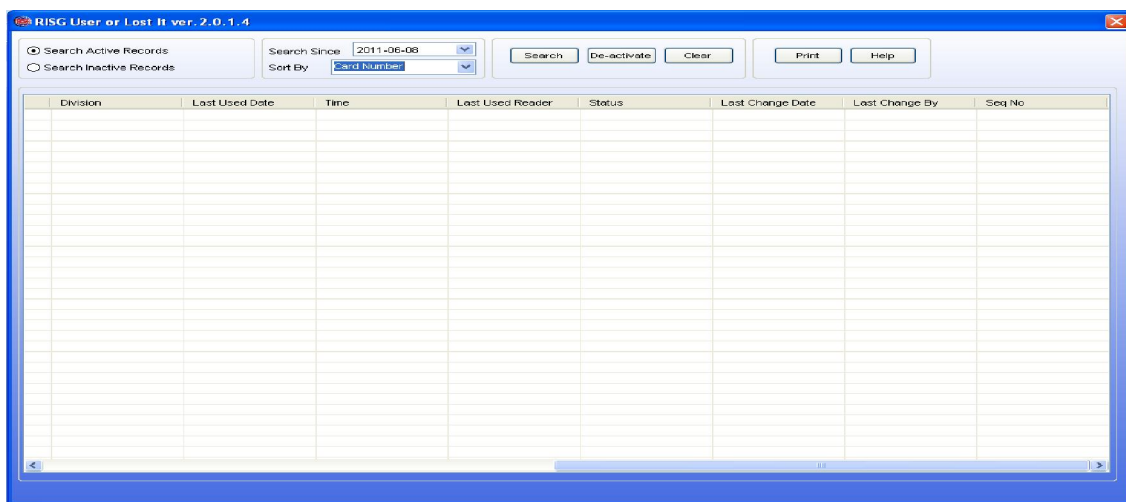 RISG User or Lost It ver.2.0.1.4
Search Active Records
Search Inactive Records
Search Since 2011-06-08
Sort By Card Number
Search De-activate Clear
Print Help
Division Last Used Date Time Last Used Reader Status Last Change Date Last Change By Seq No